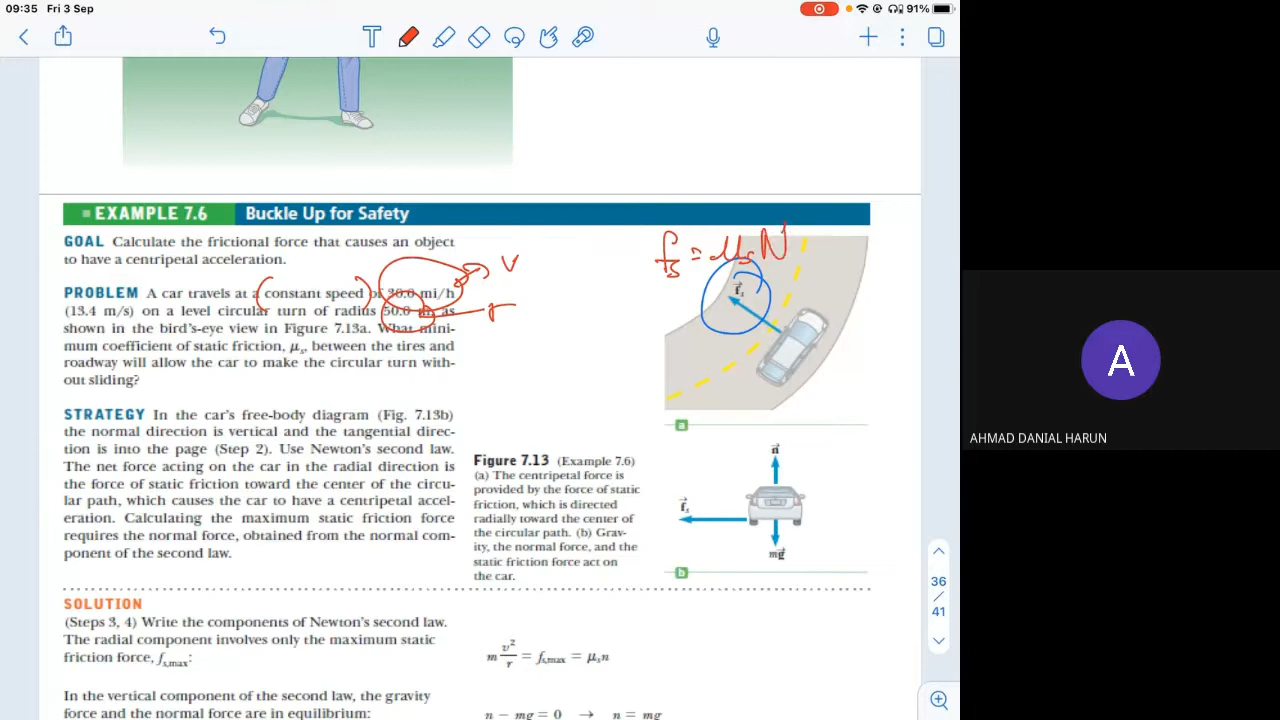 09:35 Fri 3 Sep
91%
EXAMPLE 7.6 Buckle Up for Safety
GOAL Calculate the frictional force that causes an object
to have a centripetal acceleration.
fs = μsN
V
PROBLEM A car travels at a (constant speed) of 30.0 mi/h
(13.4 m/s) on a level circular turn of radius 50.0 m, as
r
shown in the bird's-eye view in Figure 7.13a. What mini-
mum coefficient of static friction, μs, between the tires and
roadway will allow the car to make the circular turn with-
out sliding?
f⃗s
a
STRATEGY In the car's free-body diagram (Fig. 7.13b)
the normal direction is vertical and the tangential direc-
tion is into the page (Step 2). Use Newton's second law.
The net force acting on the car in the radial direction is
the force of static friction toward the center of the circu-
lar path, which causes the car to have a centripetal accel-
eration. Calculating the maximum static friction force
requires the normal force, obtained from the normal com-
ponent of the second law.
Figure 7.13 (Example 7.6)
(a) The centripetal force is
provided by the force of static
friction, which is directed
radially toward the center of
the circular path. (b) Grav-
ity, the normal force, and the
static friction force act on
the car.
n⃗
f⃗s
mg⃗
b
SOLUTION
(Steps 3, 4) Write the components of Newton's second law.
The radial component involves only the maximum static
friction force, fs,max:
m v²/r = fs,max = μsn
In the vertical component of the second law, the gravity
force and the normal force are in equilibrium:
n − mg = 0 → n = mg
36
/
41
A
AHMAD DANIAL HARUN